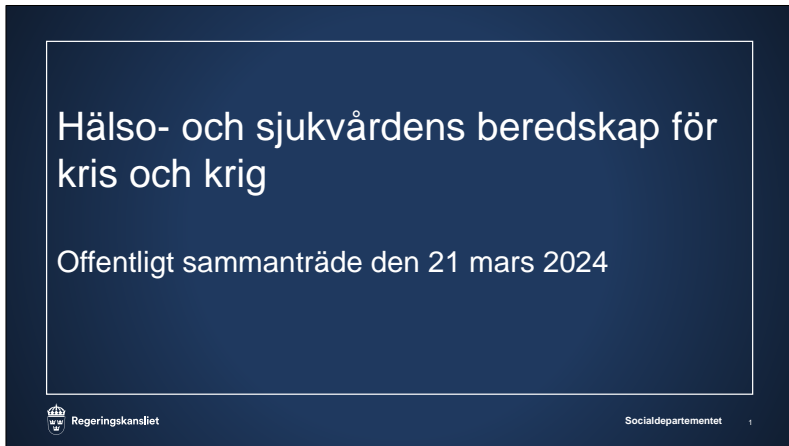 Hälso- och sjukvårdens beredskap för
kris och krig
Offentligt sammanträde den 21 mars 2024
Regeringskansliet
Socialdepartementet
1